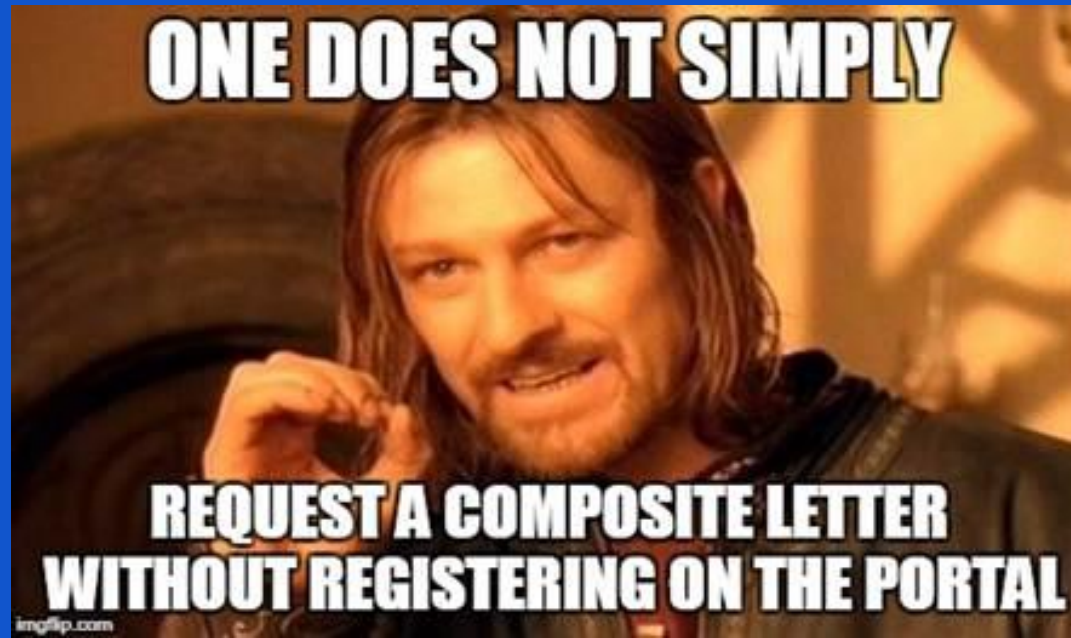 ONE DOES NOT SIMPLY
REQUEST A COMPOSITE LETTER
WITHOUT REGISTERING ON THE PORTAL
imgflip.com